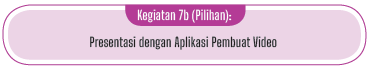 Kegiatan 7b (Pilihan):
Presentasi dengan Aplikasi Pembuat Video